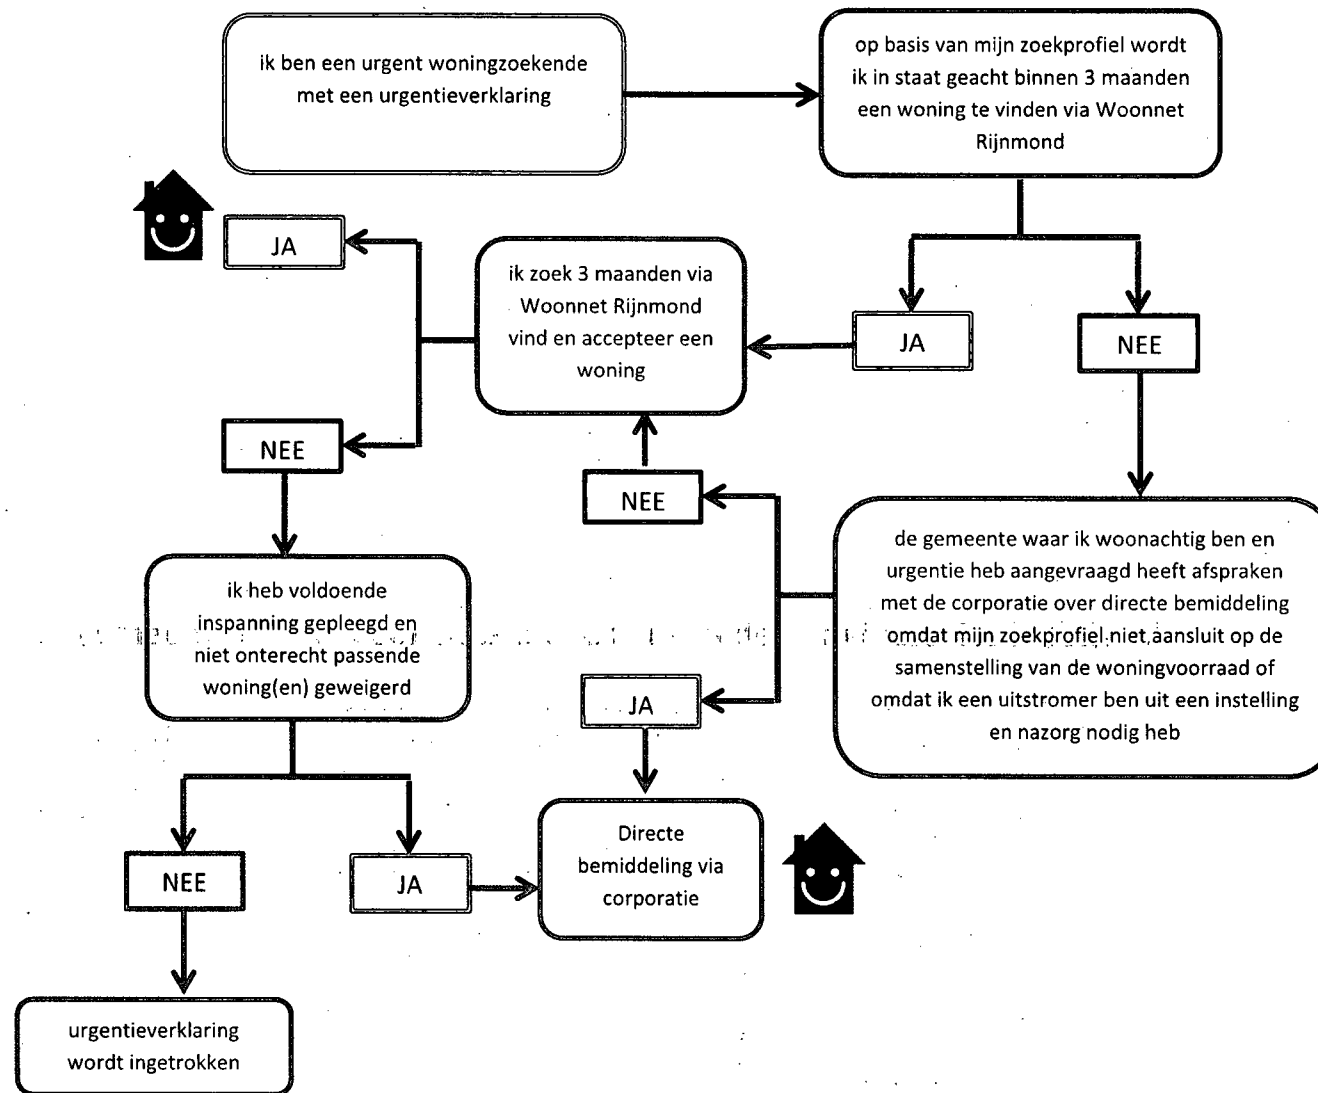 ik ben een urgent woningzoekende
met een urgentieverklaring
op basis van mijn zoekprofiel wordt
ik in staat geacht binnen 3 maanden
een woning te vinden via Woonnet
Rijnmond
JA
NEE
ik zoek 3 maanden via
Woonnet Rijnmond
vind en accepteer een
woning
JA
NEE
de gemeente waar ik woonachtig ben en
urgentie heb aangevraagd heeft afspraken
met de corporatie over directe bemiddeling
omdat mijn zoekprofiel niet aansluit op de
samenstelling van de woningvoorraad of
omdat ik een uitstromer ben uit een instelling
en nazorg nodig heb
NEE
JA
ik heb voldoende
inspanning gepleegd en
niet onterecht passende
woning(en) geweigerd
NEE
JA
Directe
bemiddeling via
corporatie
urgentieverklaring
wordt ingetrokken